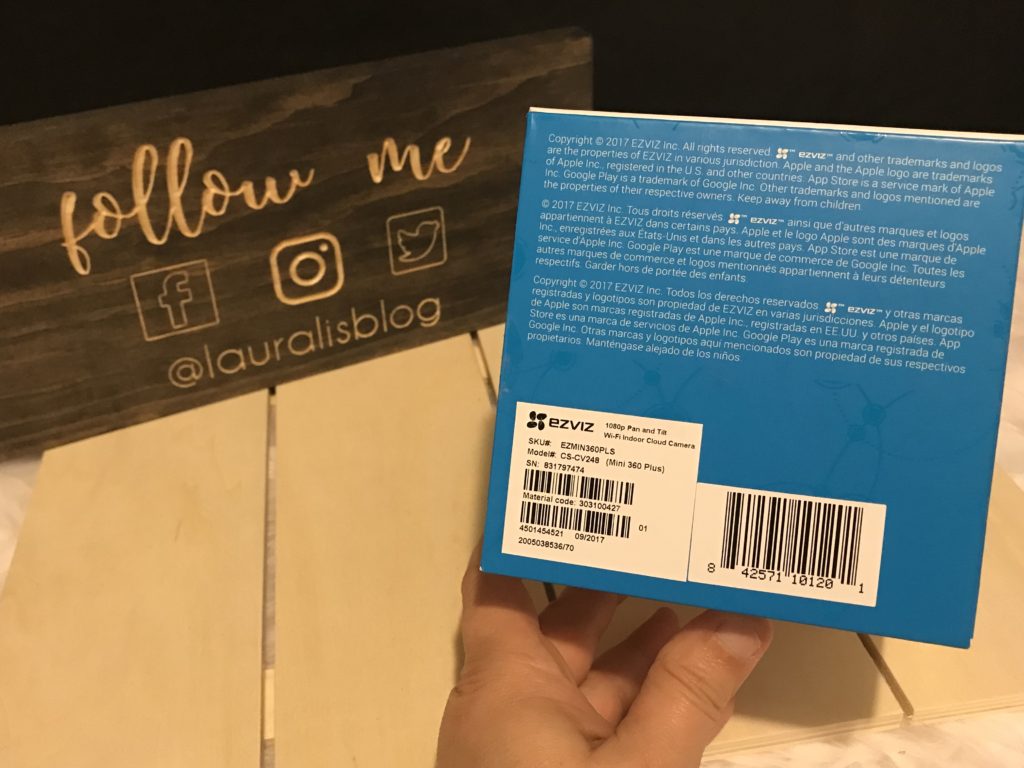 follow me
@lauralisblog
Copyright © 2017 EZVIZ Inc. All rights reserved. ezviz™ and other trademarks and logos
are the properties of EZVIZ in various jurisdiction. Apple and the Apple logo are trademarks
of Apple Inc., registered in the U.S. and other countries. App Store is a service mark of Apple
Inc. Google Play is a trademark of Google Inc. Other trademarks and logos mentioned are
the properties of their respective owners. Keep away from children.
© 2017 EZVIZ Inc. Tous droits réservés ™ ezviz™ ainsi que d'autres marques et logos
appartiennent à EZVIZ dans certains pays. Apple et le logo Apple sont des marques d'Apple
Inc., enregistrées aux États-Unis et dans les autres pays. App Store est une marque de
service d'Apple Inc. Google Play est une marque de commerce de Google Inc. Toutes les
autres marques de commerce et logos mentionnés appartiennent à leurs détenteurs
respectifs. Garder hors de portée des enfants.
© 2017 EZVIZ Inc. Todos los derechos reservados ™ ezviz™ y otras marcas
registradas y logotipos son propiedad de EZVIZ en varias jurisdicciones. Apple y el logotipo
de Apple son marcas registradas de Apple Inc., registradas en EE.UU. y otros países. App
Store es una marca de servicios de Apple Inc. Google Play es una marca registrada de
Google Inc. Otras marcas y logotipos aquí mencionados son propiedad de sus respectivos
propietarios. Manténgase alejado de los niños.
ezviz 1080p Pan and Tilt
Wi-Fi Indoor Cloud Camera
SKU#: EZMIN360PLS
Model#: CS-CV248 (Mini 360 Plus)
SN: 831797474
Material code: 303100427
01
4501454521 09/2017
2005038536/70
8 42571 10120 1